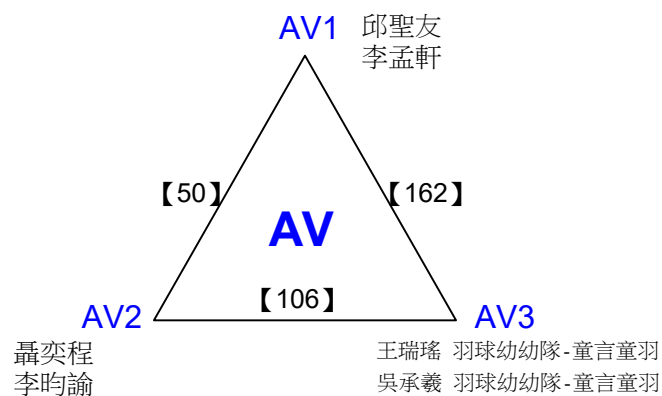 AV1 邱聖友
李孟軒
【50】
【162】
AV
【106】
AV2
AV3
聶奕程
李昀諭
王瑞瑤 羽球幼幼隊-童言童羽
吳承羲 羽球幼幼隊-童言童羽